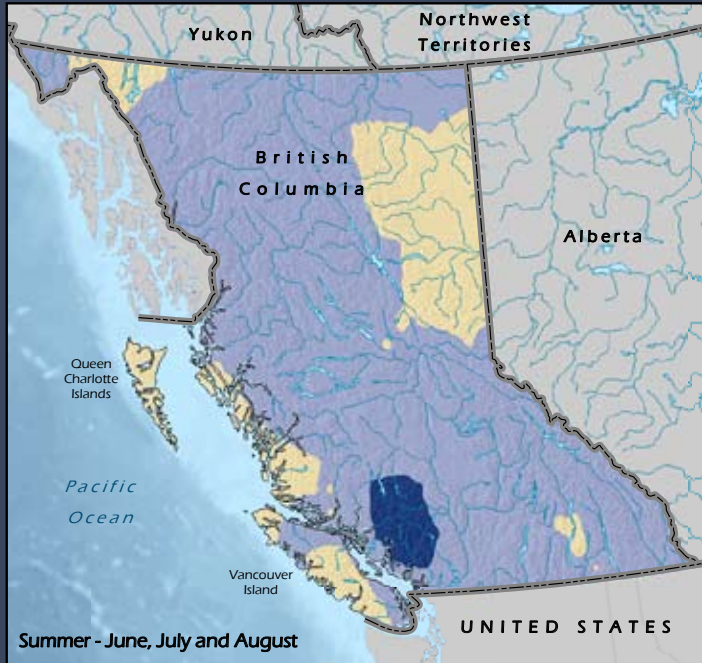 Yukon
Northwest
Territories
British
Columbia
Alberta
Queen
Charlotte
Islands
Pacific
Ocean
Vancouver
Island
Summer - June, July and August
UNITED STATES